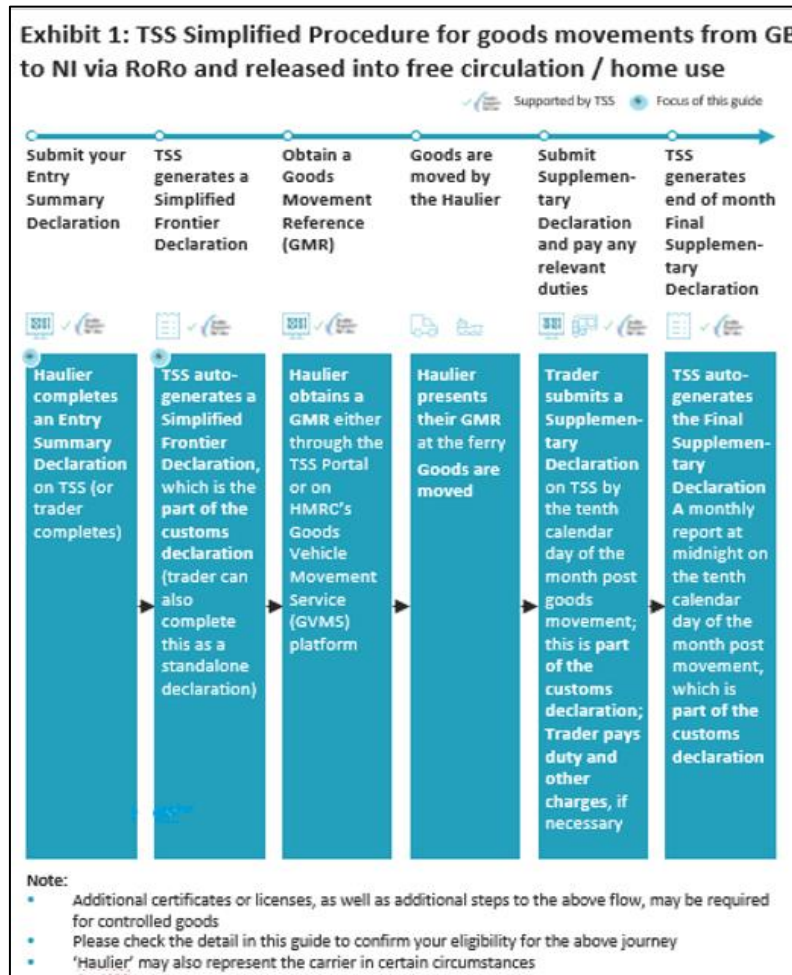 Exhibit 1: TSS Simplified Procedure for goods movements from GB
to NI via RoRo and released into free circulation / home use
Supported by TSS
Focus of this guide
Submit your
Entry
Summary
Declaration
TSS
generates a
Simplified
Frontier
Declaration
Obtain a
Goods
Movement
Reference
(GMR)
Goods are
moved by
the Haulier
Submit
Supplemen-
tary
Declaration
and pay any
relevant
duties
TSS
generates
end of month
Final
Supplemen-
tary
Declaration
Haulier
completes
an Entry
Summary
Declaration
on TSS (or
trader
completes)
TSS auto-
generates a
Simplified
Frontier
Declaration,
which is the
part of the
customs
declaration
(trader can
also
complete
this as a
standalone
declaration)
Haulier
obtains a
GMR either
through the
TSS Portal
or on
HMRC's
Goods
Vehicle
Movement
Service
(GVMS)
platform
Haulier
presents
their GMR
at the ferry
Goods are
moved
Trader
submits a
Supplemen-
tary
Declaration
on TSS by
the tenth
calendar
day of the
month post
goods
movement;
this is part
of the
customs
declaration;
Trader pays
duty and
other
charges, if
necessary
TSS auto-
generates
the Final
Supplemen-
tary
Declaration
A monthly
report at
midnight on
the tenth
calendar
day of the
month post
movement,
which is
part of the
customs
declaration
Note:
Additional certificates or licenses, as well as additional steps to the above flow, may be required
for controlled goods
Please check the detail in this guide to confirm your eligibility for the above journey
'Haulier' may also represent the carrier in certain circumstances